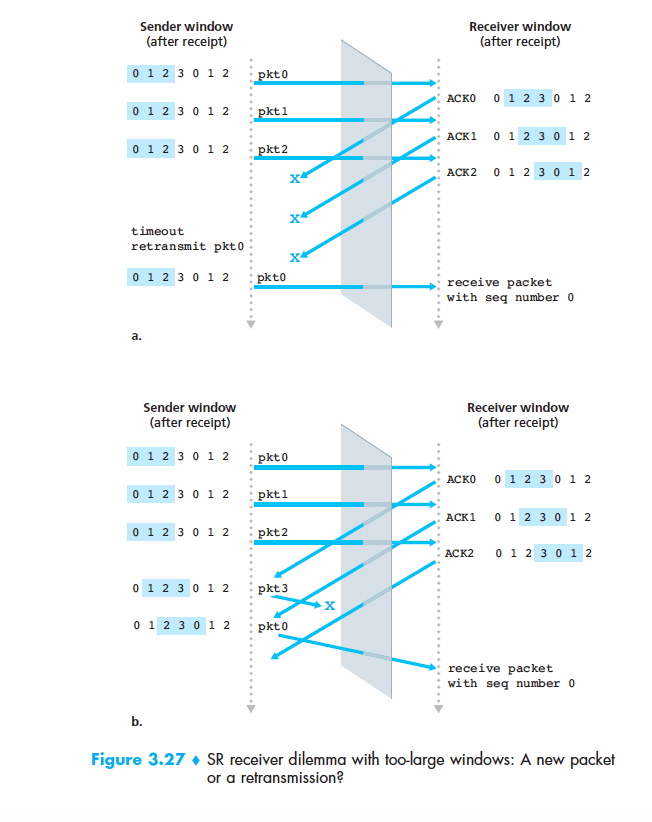 Sender window
(after receipt)
Receiver window
(after receipt)
0 1 2 3 0 1 2
pkt0
ACK0 0 1 2 3 0 1 2
0 1 2 3 0 1 2
pkt1
ACK1 0 1 2 3 0 1 2
0 1 2 3 0 1 2
pkt2
ACK2 0 1 2 3 0 1 2
x
x
timeout
retransmit pkt0
x
0 1 2 3 0 1 2
pkt0
receive packet
with seq number 0
a.
Sender window
(after receipt)
Receiver window
(after receipt)
0 1 2 3 0 1 2
pkt0
ACK0 0 1 2 3 0 1 2
0 1 2 3 0 1 2
pkt1
ACK1 0 1 2 3 0 1 2
0 1 2 3 0 1 2
pkt2
ACK2 0 1 2 3 0 1 2
0 1 2 3 0 1 2
pkt3
x
0 1 2 3 0 1 2
pkt0
receive packet
with seq number 0
b.
Figure 3.27 ♦ SR receiver dilemma with too-large windows: A new packet
or a retransmission?